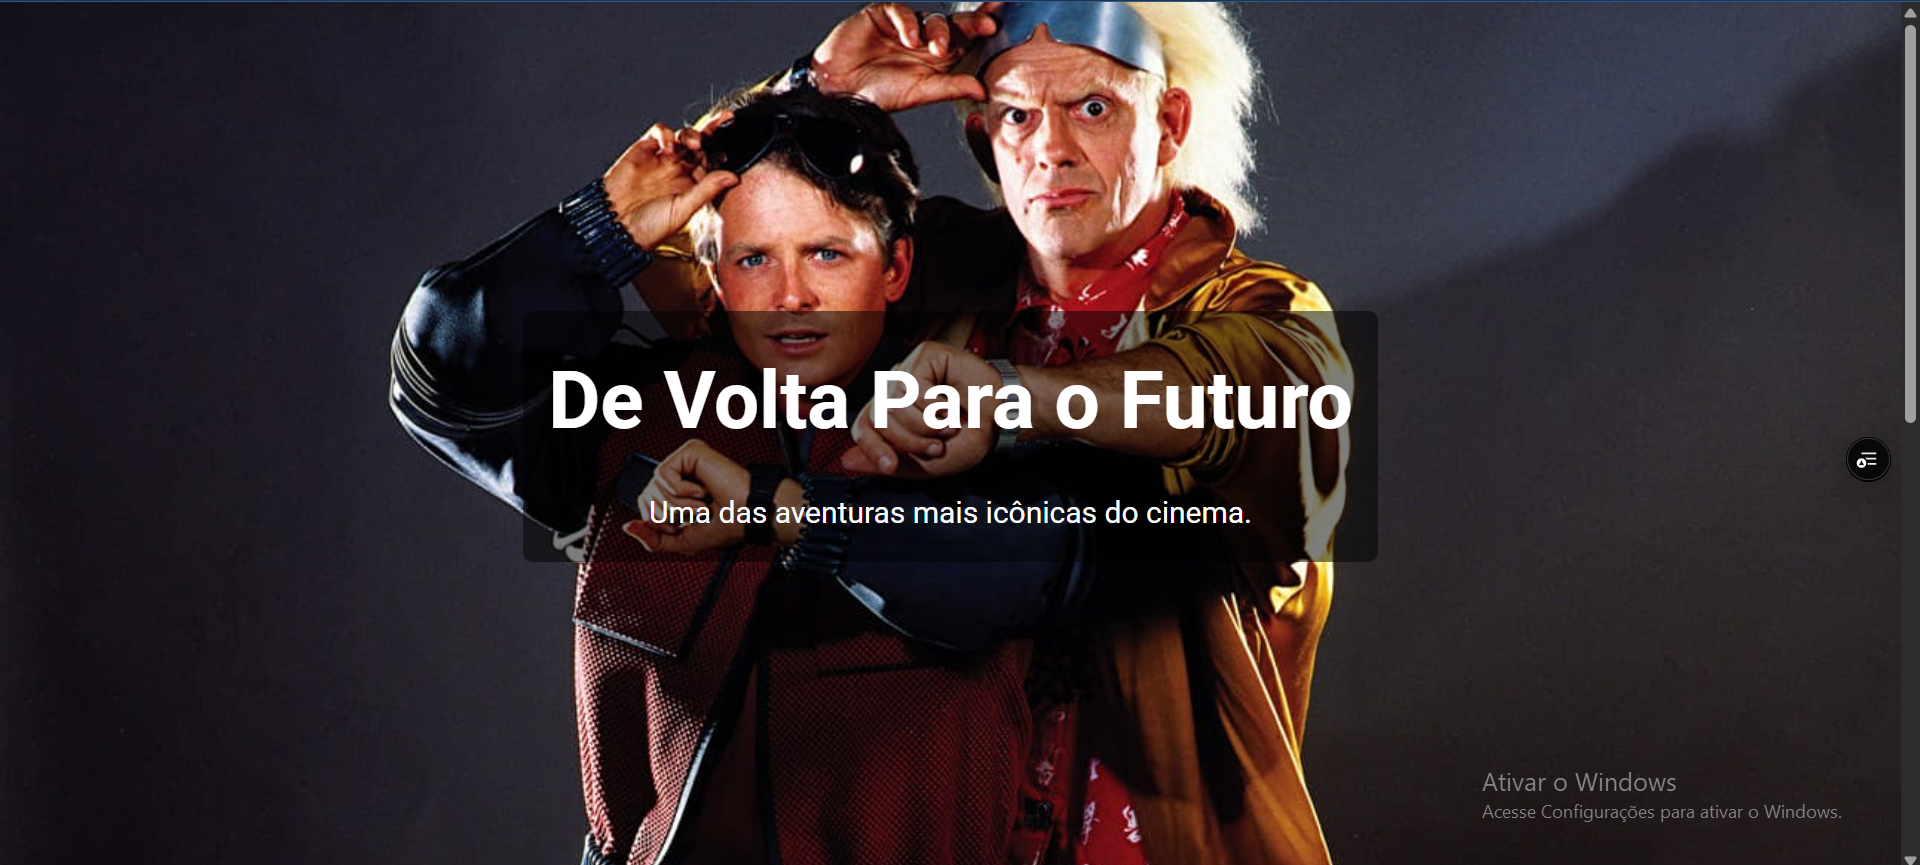 De Volta Para o Futuro
Uma das aventuras mais icônicas do cinema.
Ativar o Windows
Acesse Configurações para ativar o Windows.